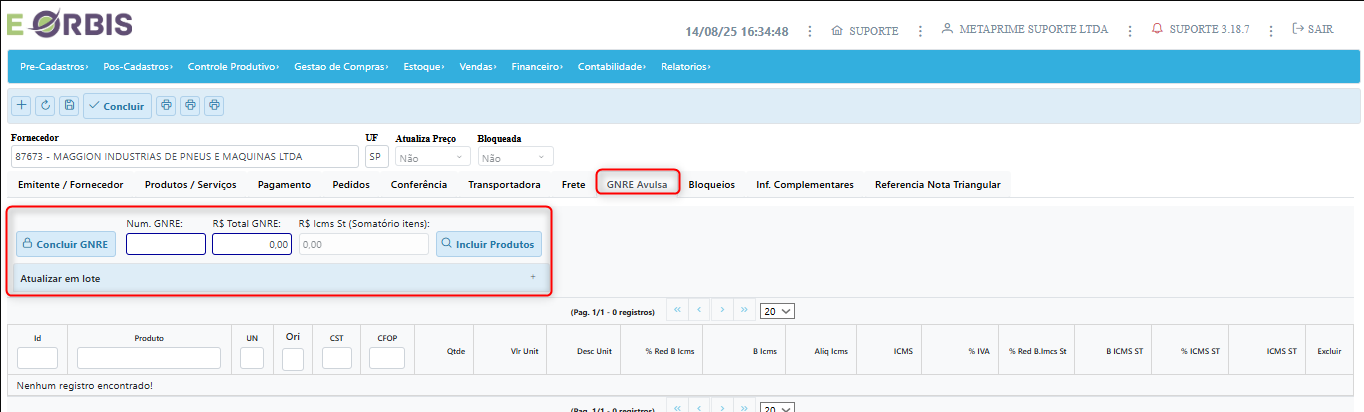 E ORBIS
14/08/25 16:34:48 SUPORTE METAPRIME SUPORTE LTDA SUPORTE 3.18.7 SAIR
Pre-Cadastros Pos-Cadastros Controle Produtivo Gestao de Compras Estoque Vendas Financeiro Contabilidade Relatorios
Concluir
Fornecedor UF Atualiza Preço Bloqueada
87673 - MAGGION INDUSTRIAS DE PNEUS E MAQUINAS LTDA SP Não Não
Emitente / Fornecedor Produtos / Serviços Pagamento Pedidos Conferência Transportadora Frete GNRE Avulsa Bloqueios Inf. Complementares Referencia Nota Triangular
Num. GNRE: R$ Total GNRE: R$ Icms St (Somatório itens):
Concluir GNRE 0,00 0,00 Incluir Produtos
Atualizar em lote +
(Pag. 1/1 - 0 registros) 20
Id Produto UN Ori CST CFOP Qtde Vlr Unit Desc Unit % Red B Icms B Icms Aliq Icms ICMS % IVA % Red B.Imcs St B ICMS ST % ICMS ST ICMS ST Excluir
Nenhum registro encontrado!
(Pag. 1/1 - 0 registros) 20